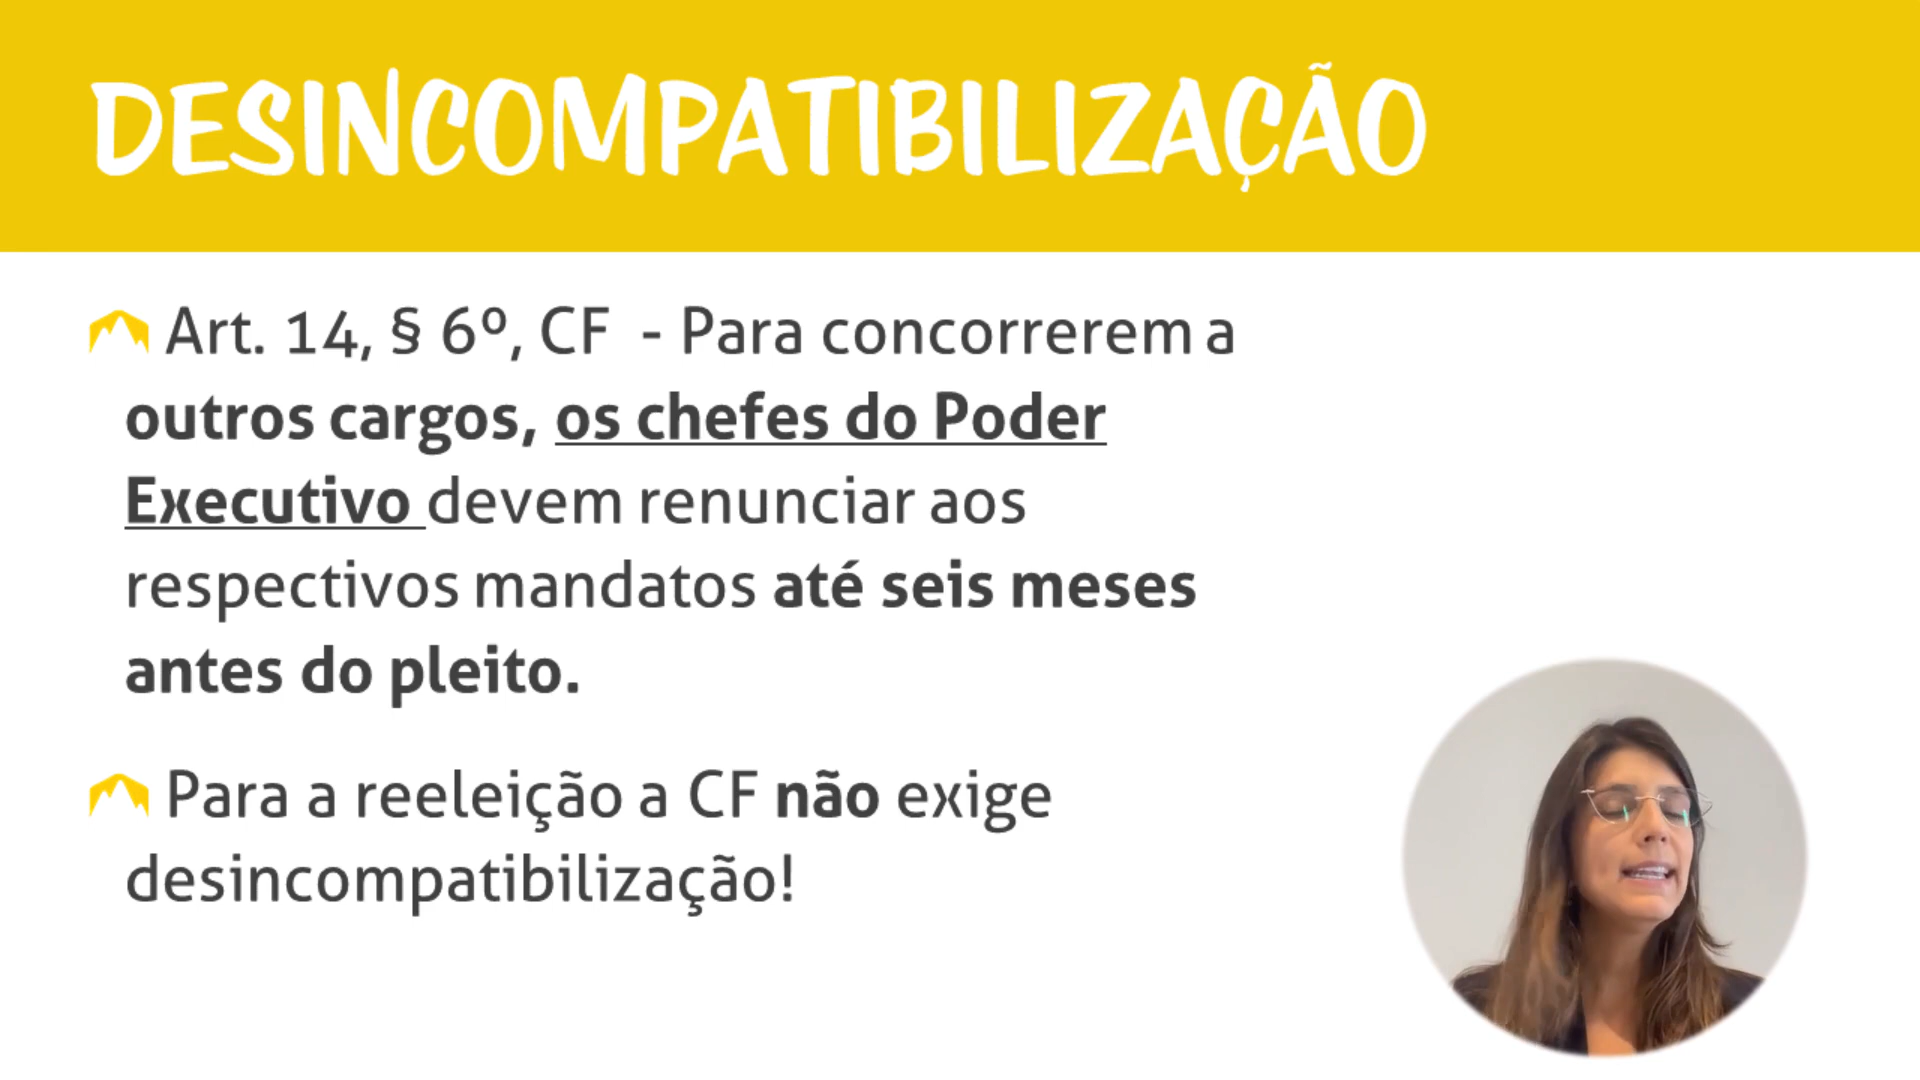 DESINCOMPATIBILIZAÇÃO
Art. 14, § 6º, CF - Para concorrerem a
outros cargos, os chefes do Poder
Executivo devem renunciar aos
respectivos mandatos até seis meses
antes do pleito.
Para a reeleição a CF não exige
desincompatibilização!